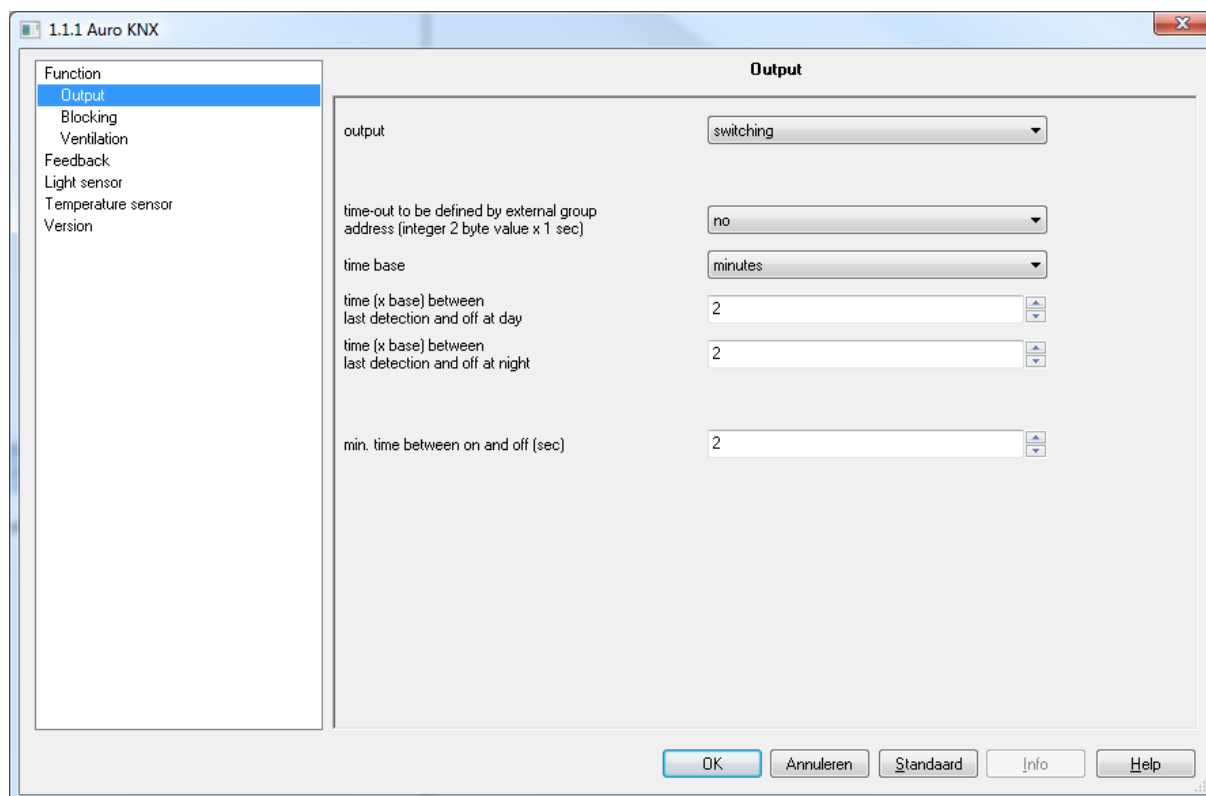 1.1.1 Auro KNX
Function
Output
Blocking
Ventilation
Feedback
Light sensor
Temperature sensor
Version
Output
output
switching
time-out to be defined by external group
address (integer 2 byte value x 1 sec)
no
time base
minutes
time (x base) between
last detection and off at day
2
time (x base) between
last detection and off at night
2
min. time between on and off (sec)
2
OK
Annuleren
Standaard
Info
Help